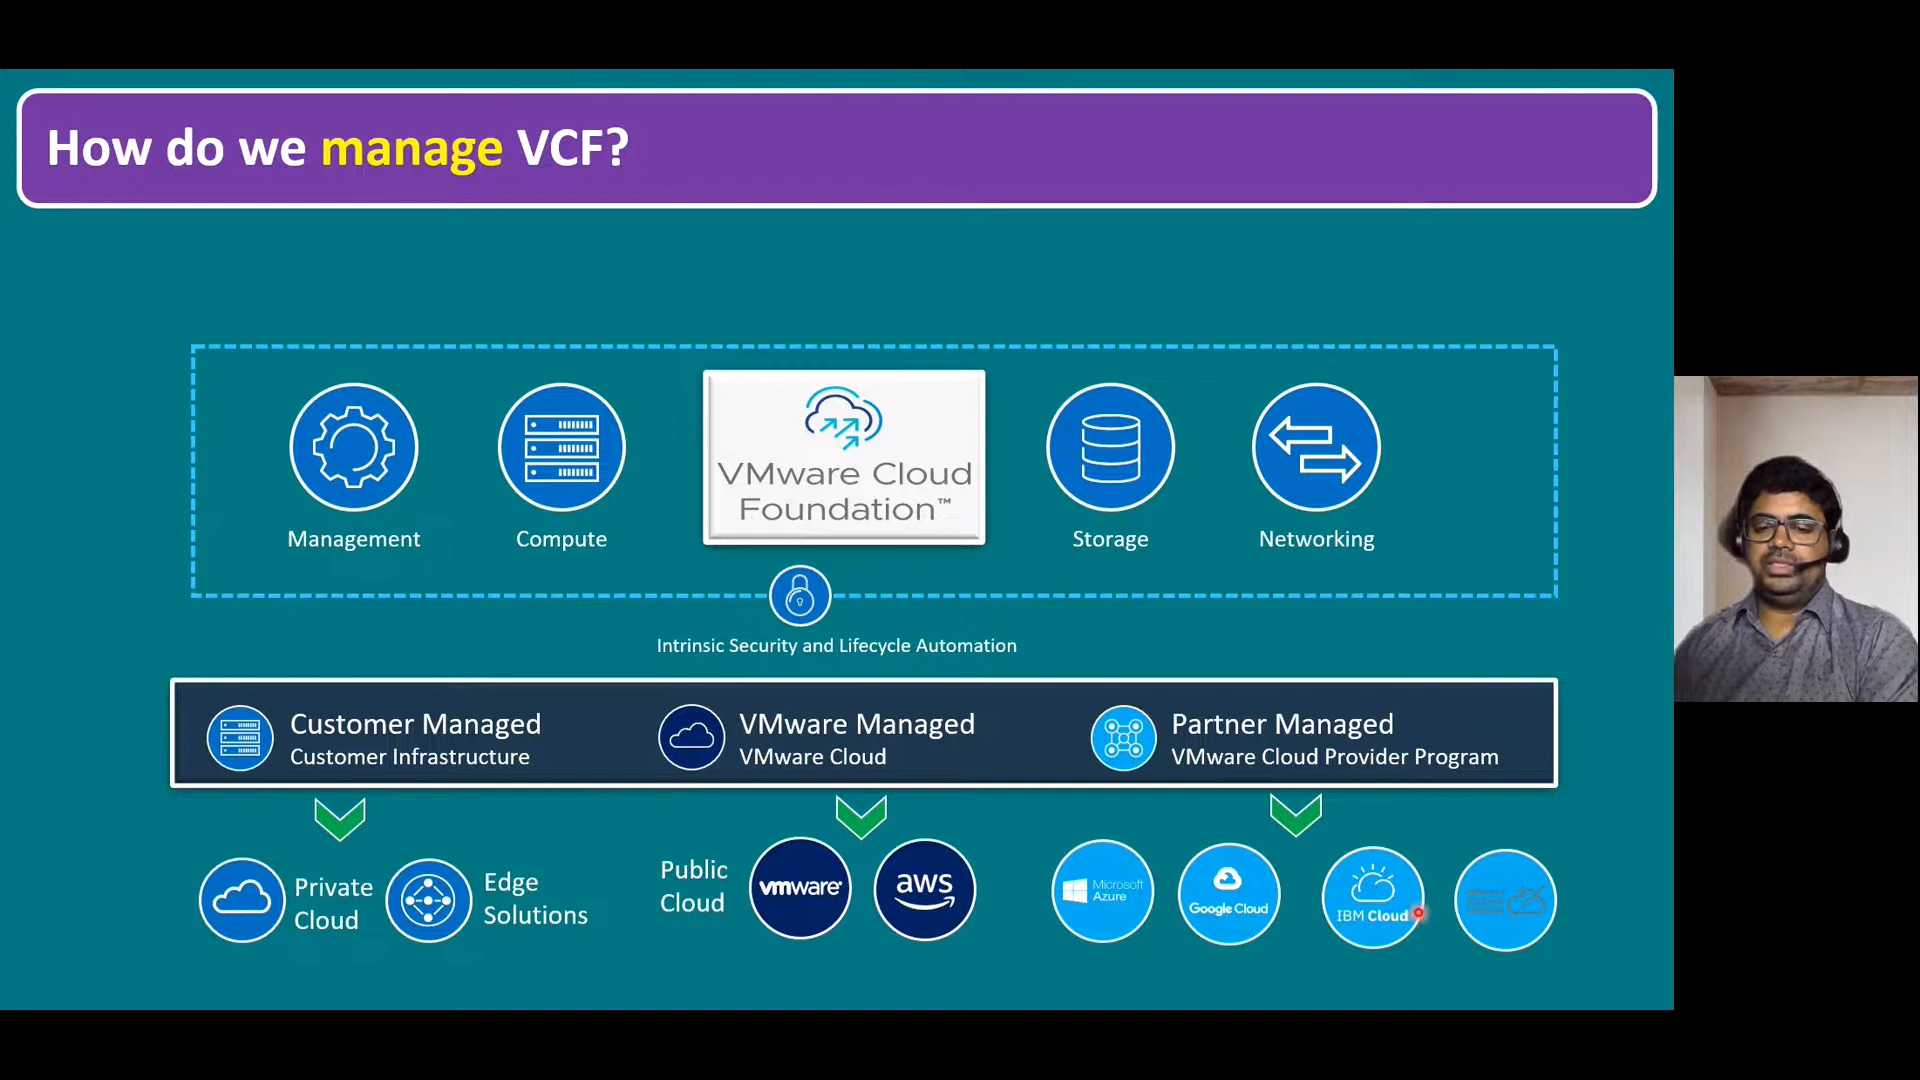 How do we manage VCF?
VMware Cloud
Foundation™
Management
Compute
Storage
Networking
Intrinsic Security and Lifecycle Automation
Customer Managed
Customer Infrastructure
VMware Managed
VMware Cloud
Partner Managed
VMware Cloud Provider Program
Private
Cloud
Edge
Solutions
Public
Cloud
vmware®
aws
Microsoft
Azure
Google Cloud
IBM Cloud